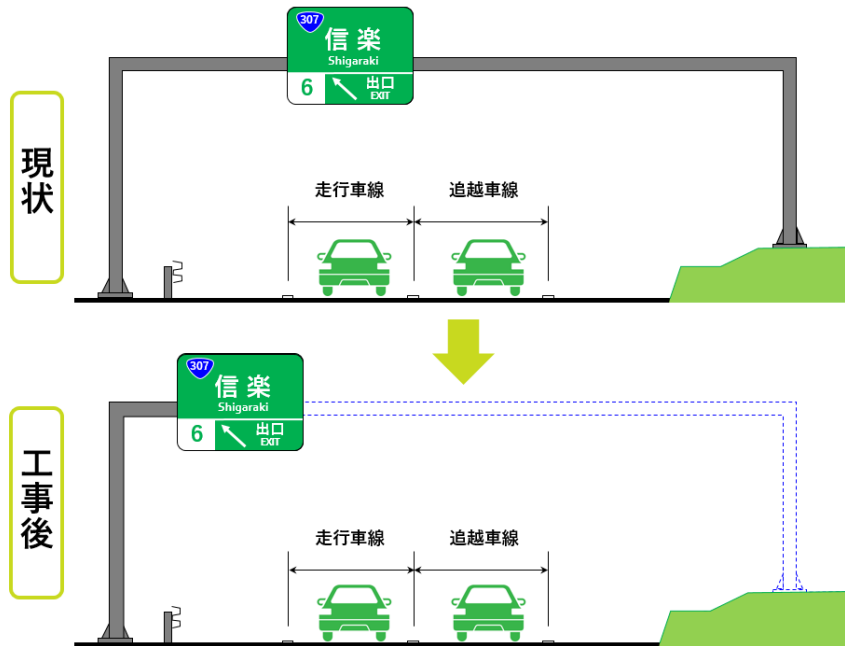 現状
307
信楽
Shigaraki
6
出口
EXIT
走行車線
追越車線
工事後
307
信楽
Shigaraki
6
出口
EXIT
走行車線
追越車線